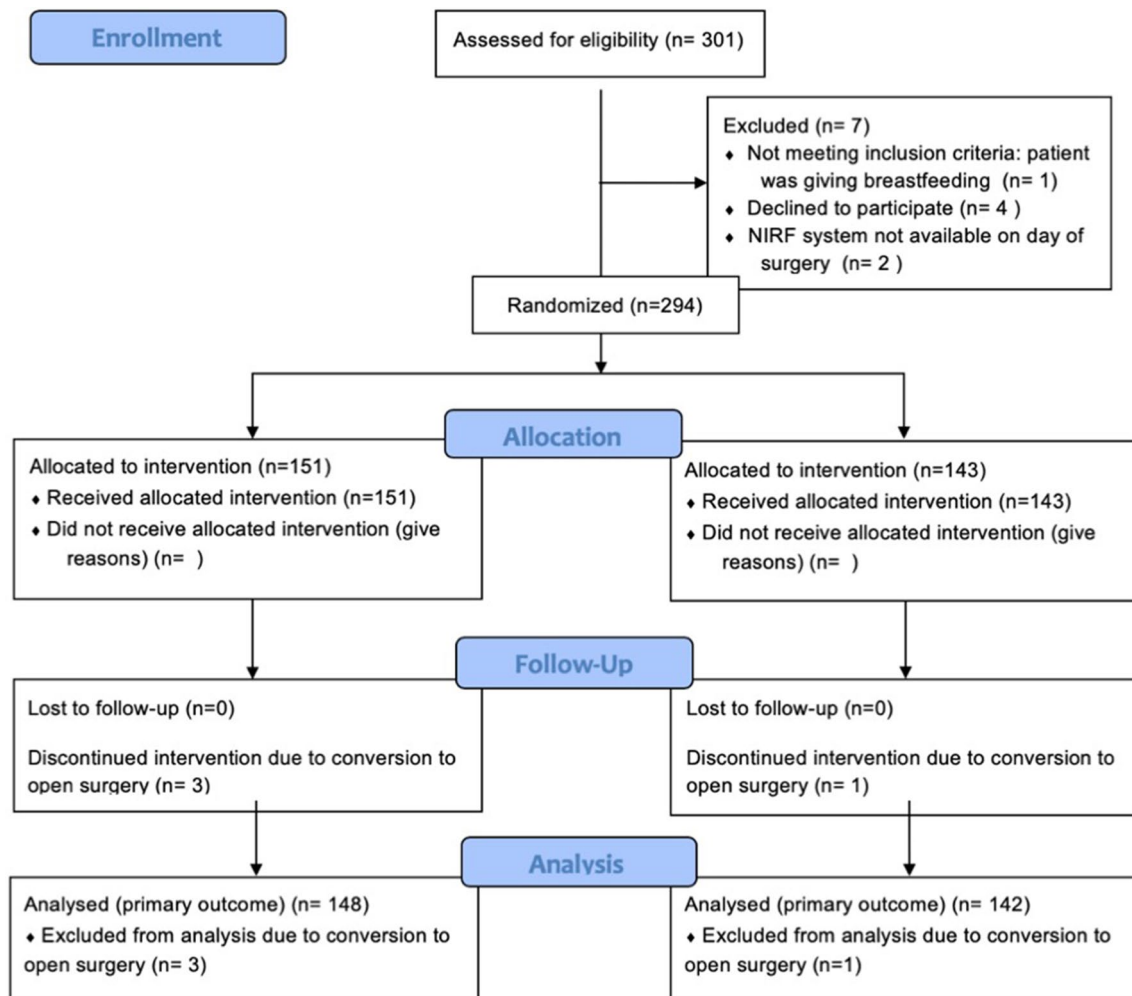 Enrollment
Assessed for eligibility (n= 301)
Excluded (n= 7)
♦ Not meeting inclusion criteria: patient
was giving breastfeeding (n= 1)
♦ Declined to participate (n= 4 )
♦ NIRF system not available on day of
surgery (n= 2 )
Randomized (n=294)
Allocation
Allocated to intervention (n=151)
♦ Received allocated intervention (n=151)
♦ Did not receive allocated intervention (give
reasons) (n= )
Allocated to intervention (n=143)
♦ Received allocated intervention (n=143)
♦ Did not receive allocated intervention (give
reasons) (n= )
Follow-Up
Lost to follow-up (n=0)
Discontinued intervention due to conversion to
open surgery (n= 3)
Lost to follow-up (n=0)
Discontinued intervention due to conversion to
open surgery (n= 1)
Analysis
Analysed (primary outcome) (n= 148)
♦ Excluded from analysis due to conversion to
open surgery (n= 3)
Analysed (primary outcome) (n= 142)
♦ Excluded from analysis due to conversion to
open surgery (n=1)